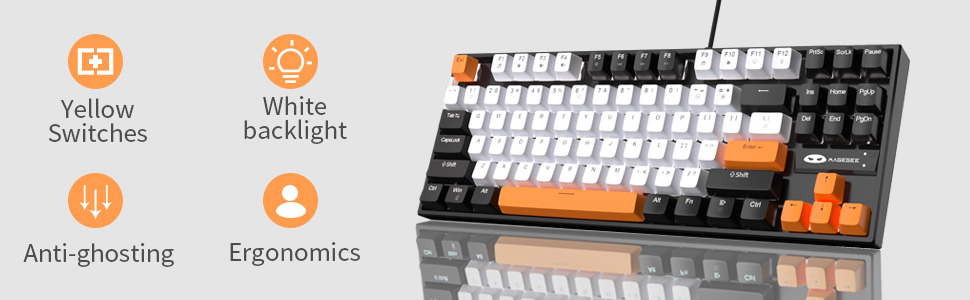 Yellow
Switches
White
backlight
Anti-ghosting
Ergonomics
Esc F1 F2 F3 F4 F5 F6 F7 F8 F9 F10 F11 F12 PrtSc ScrLk Pause
Ins Home PgUp
Tab Q W E R T Y U I O P Del End PgDn
CapsLock A S D F G H J K L Enter
MAGEGEE
Shift Z X C V B N M Shift
Ctrl Win Alt Alt Fn Ctrl